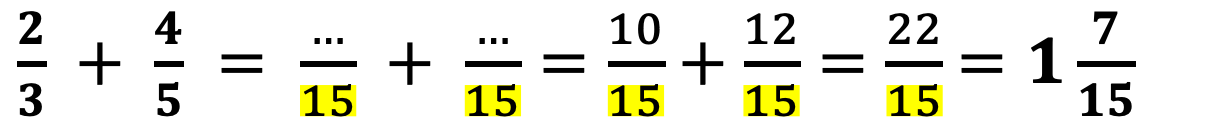 2/3 + 4/5 = .../15 + .../15 = 10/15 + 12/15 = 22/15 = 1 7/15